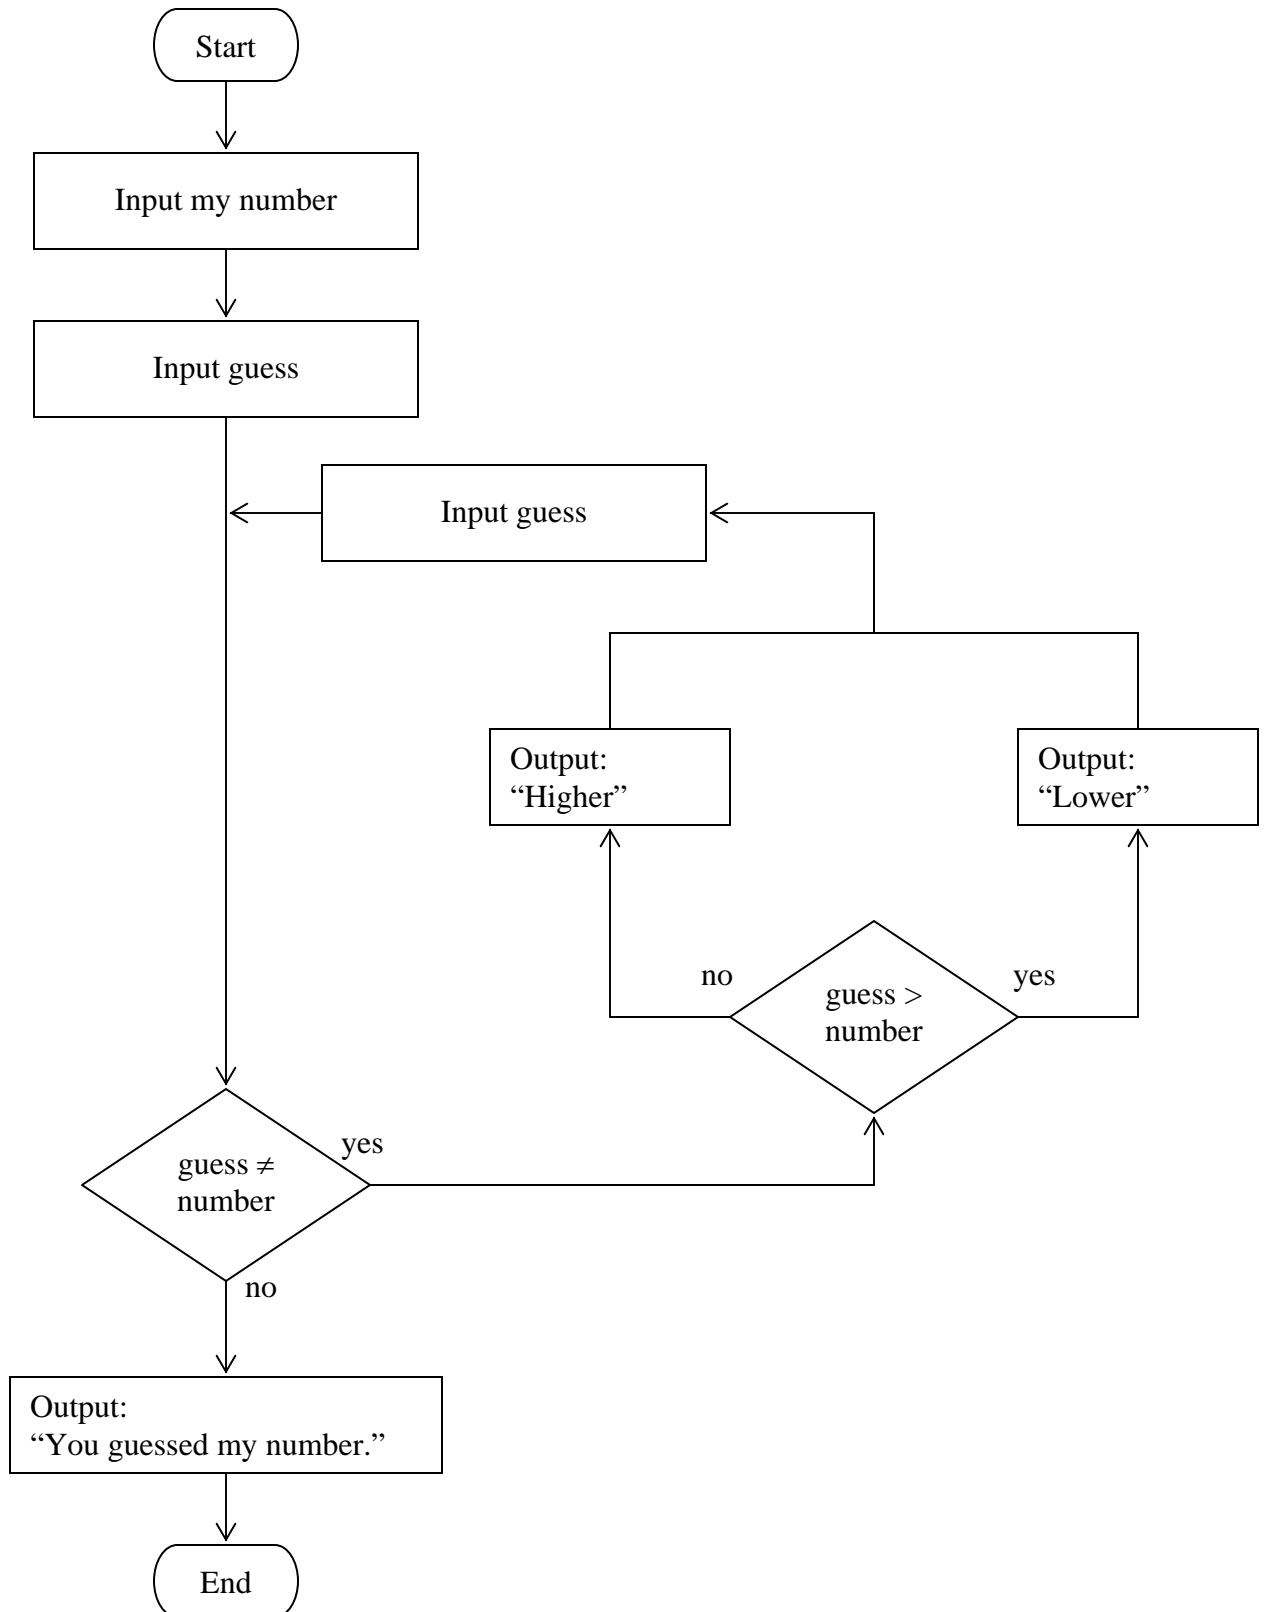 Start
Input my number
Input guess
Input guess
Output:
“Higher”
Output:
“Lower”
no
yes
guess >
number
yes
guess ≠
number
no
Output:
“You guessed my number.”
End